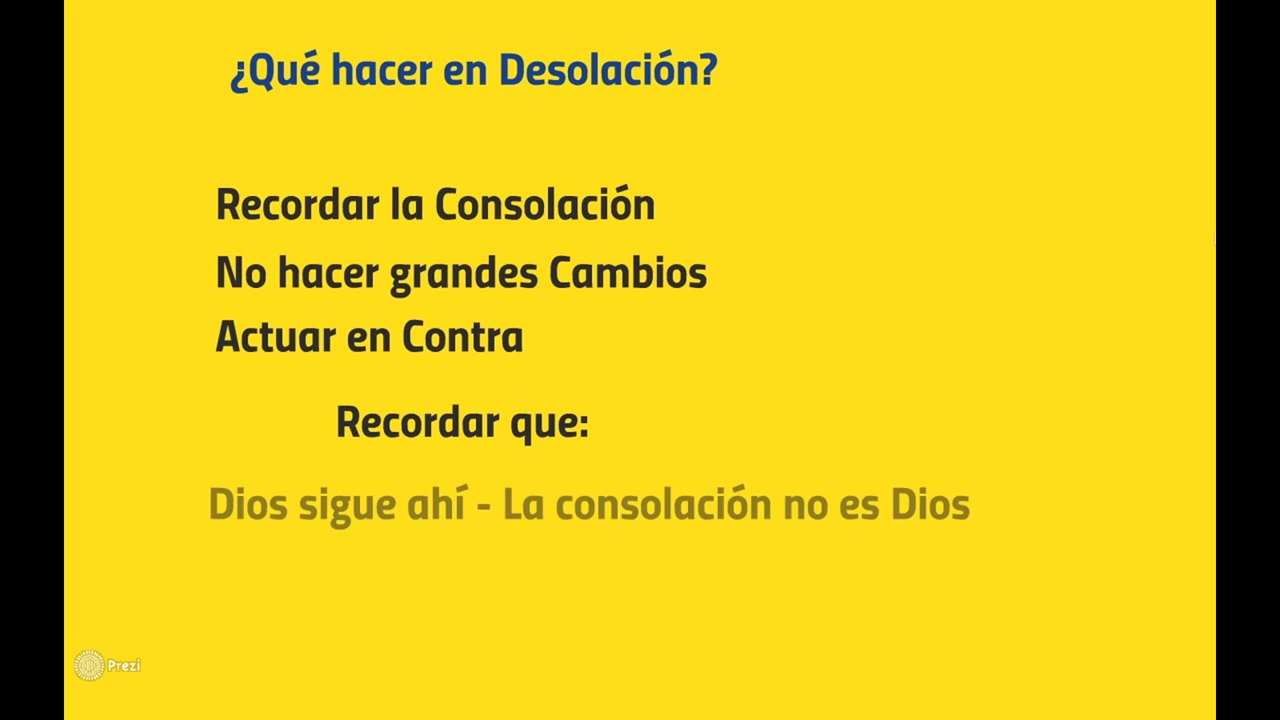 ¿Qué hacer en Desolación?
Recordar la Consolación
No hacer grandes Cambios
Actuar en Contra
Recordar que:
Dios sigue ahí - La consolación no es Dios
Prezi